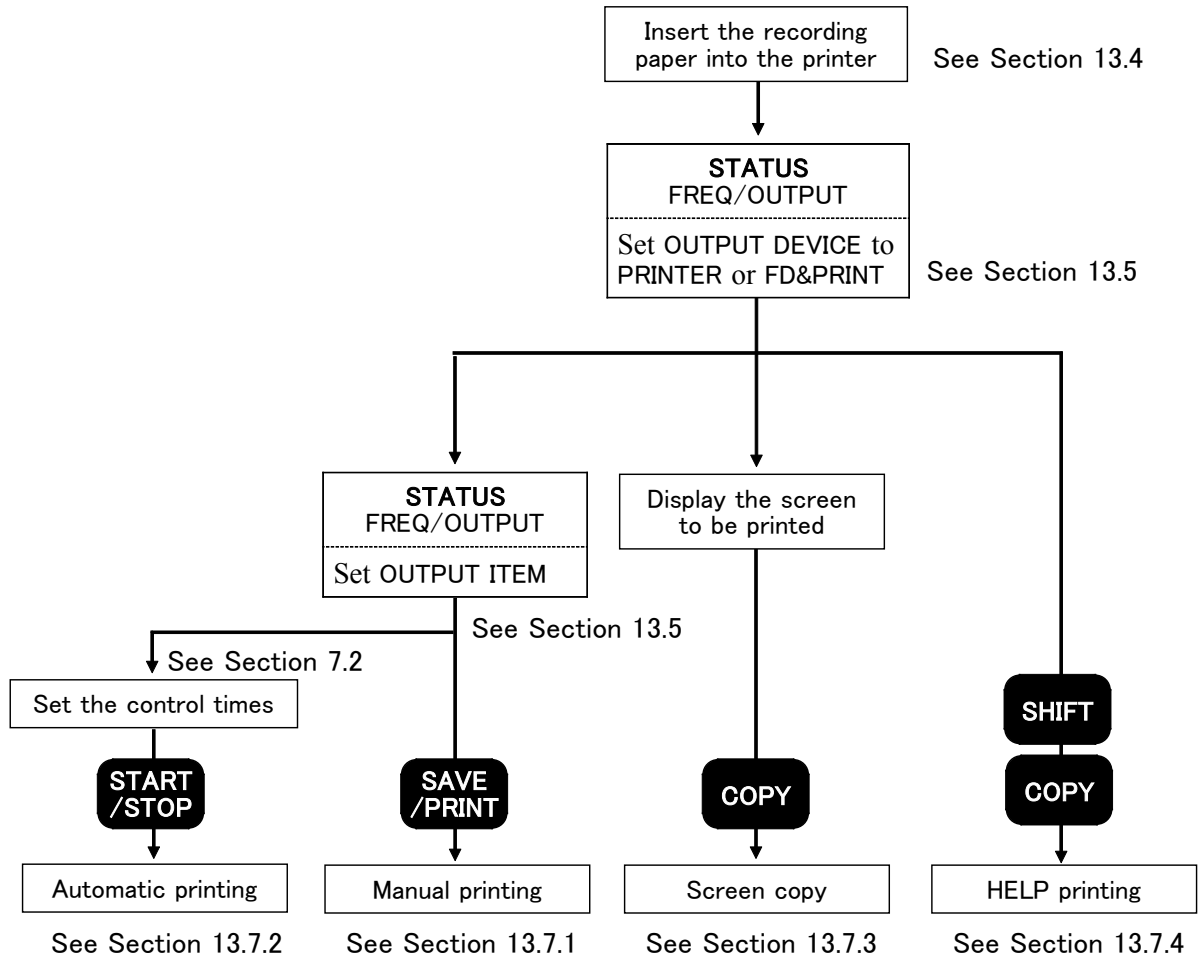 Insert the recording
paper into the printer
See Section 13.4
STATUS
FREQ/OUTPUT
Set OUTPUT DEVICE to
PRINTER or FD&PRINT
See Section 13.5
STATUS
FREQ/OUTPUT
Set OUTPUT ITEM
See Section 13.5
Display the screen
to be printed
See Section 7.2
Set the control times
START
/STOP
SAVE
/PRINT
COPY
SHIFT
COPY
Automatic printing
Manual printing
Screen copy
HELP printing
See Section 13.7.2
See Section 13.7.1
See Section 13.7.3
See Section 13.7.4